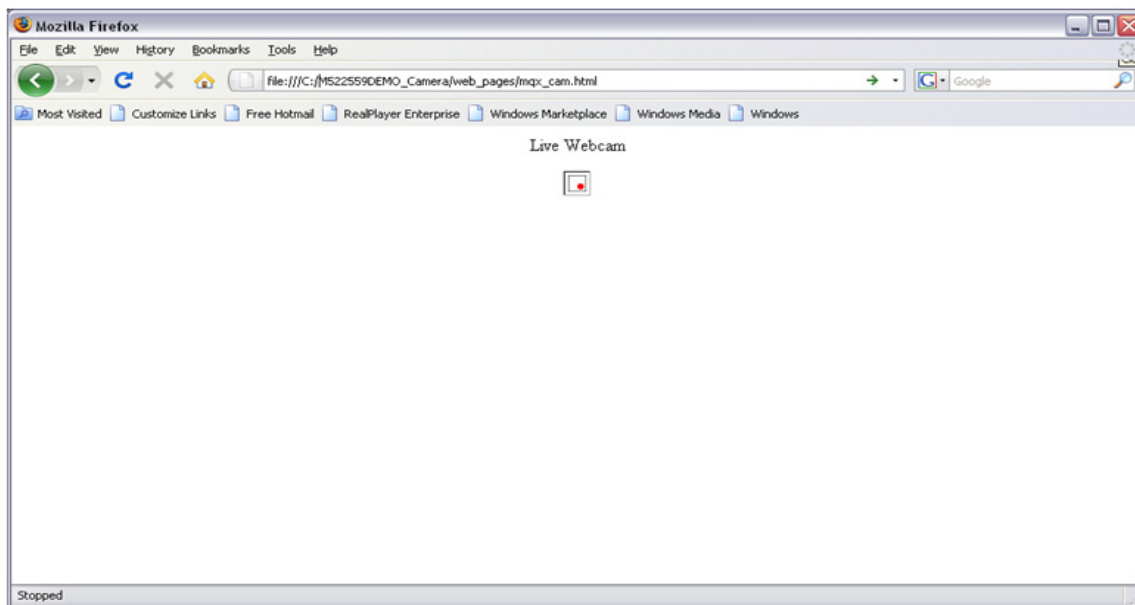 Mozilla Firefox
File Edit View History Bookmarks Tools Help
file:///C:/M522559DEMO_Camera/web_pages/mqx_cam.html G Google
Most Visited Customize Links Free Hotmail RealPlayer Enterprise Windows Marketplace Windows Media Windows
Live Webcam
Stopped